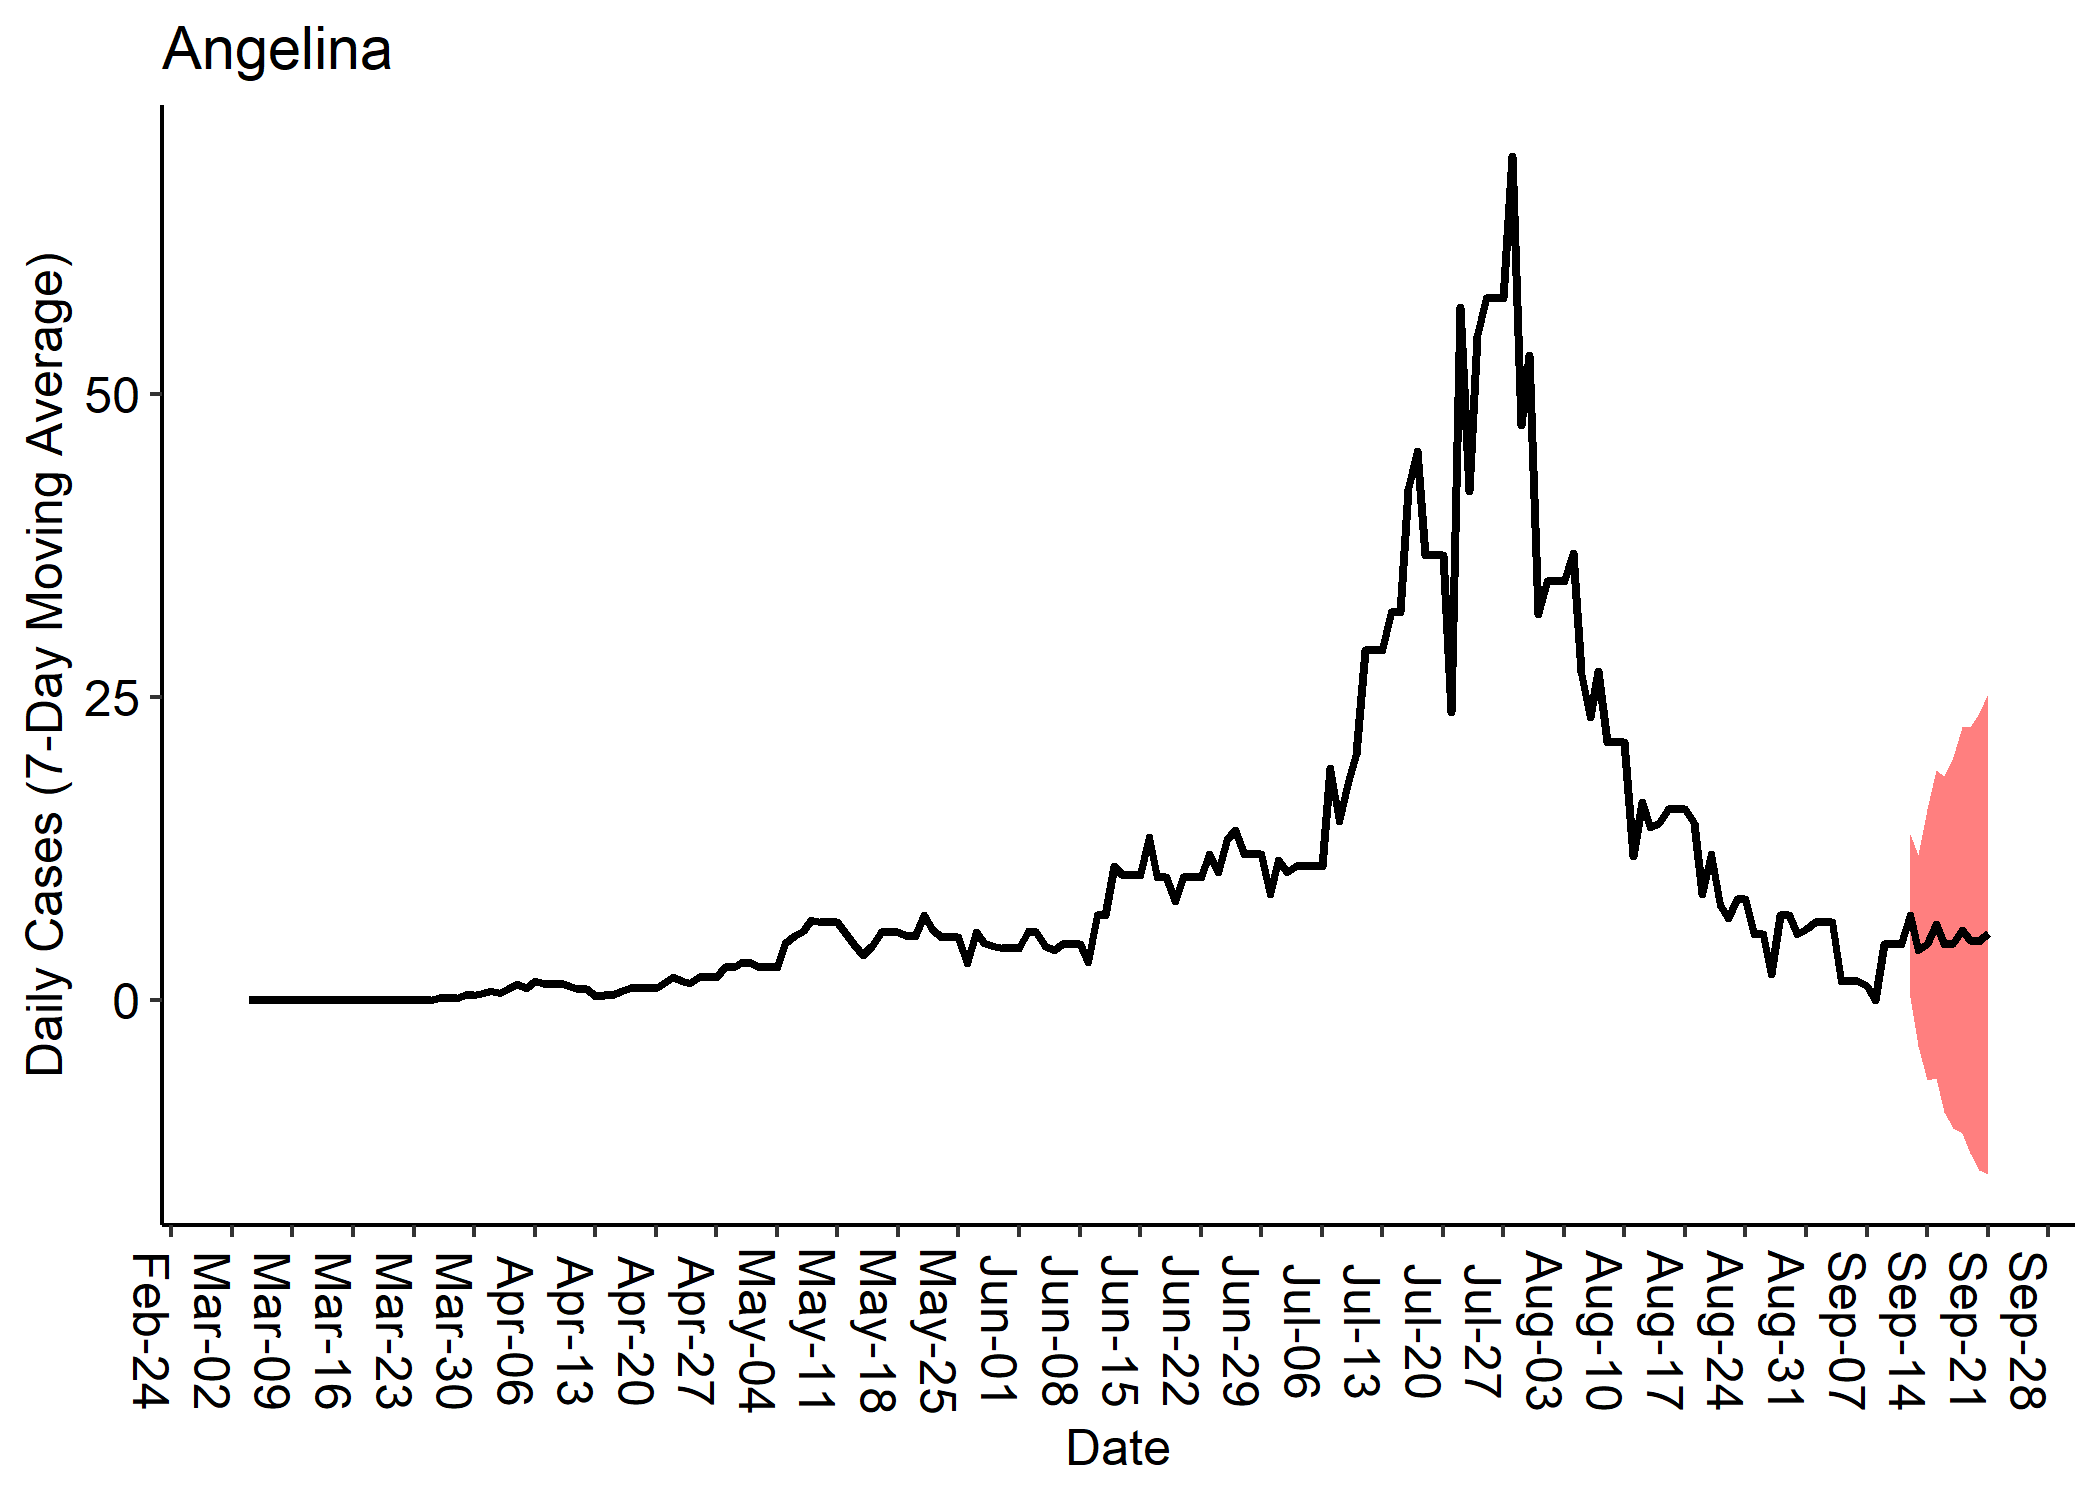 Angelina
Daily Cases (7-Day Moving Average)
50
25
0
Feb-24
Mar-02
Mar-09
Mar-16
Mar-23
Mar-30
Apr-06
Apr-13
Apr-20
Apr-27
May-04
May-11
May-18
May-25
Jun-01
Jun-08
Jun-15
Jun-22
Jun-29
Jul-06
Jul-13
Jul-20
Jul-27
Aug-03
Aug-10
Aug-17
Aug-24
Aug-31
Sep-07
Sep-14
Sep-21
Sep-28
Date